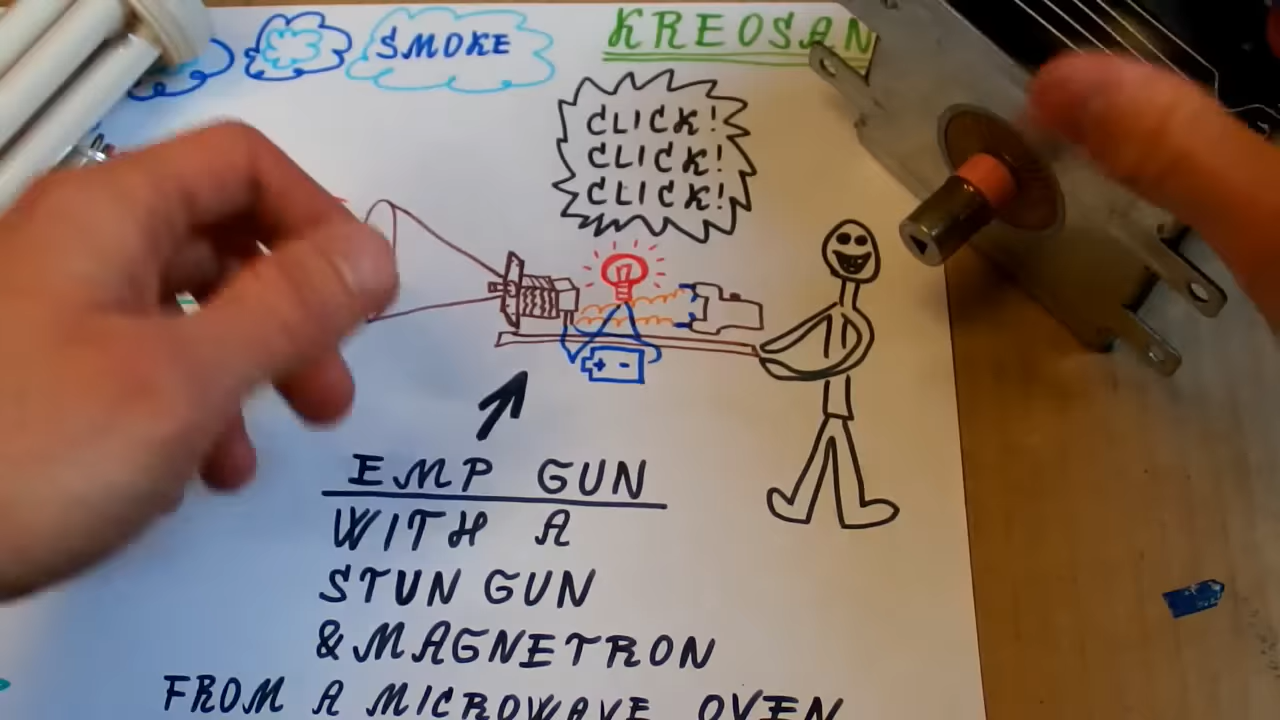 SMOKE
KREOSAN
CLICK!
CLICK!
CLICK!
+ -
EMP GUN
WITH A
STUN GUN
& MAGNETRON
FROM A MICROWAVE OVEN